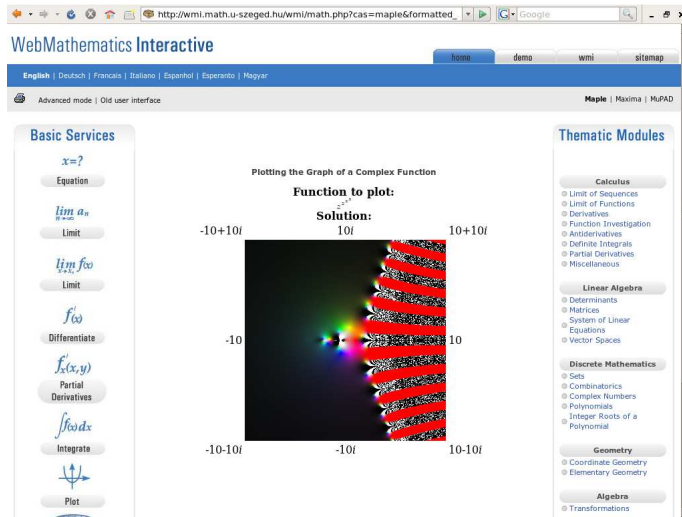 http://wmi.math.u-szeged.hu/wmi/math.php?cas=maple&formatted_
Google
WebMathematics Interactive
home demo wmi sitemap
English | Deutsch | Francais | Italiano | Espanhol | Esperanto | Magyar
Advanced mode | Old user interface
Maple | Maxima | MuPAD
Basic Services
x=?
Equation
lim aₙ
n→∞
Limit
lim f(x)
x→xₒ
Limit
f'(x)
Differentiate
f'ₓ(x,y)
Partial
Derivatives
∫f(x)dx
Integrate
Plot
Plotting the Graph of a Complex Function
Function to plot:
Solution:
-10+10i 10i 10+10i
-10 10
-10-10i -10i 10-10i
Thematic Modules
Calculus
Limit of Sequences
Limit of Functions
Derivatives
Function Investigation
Antiderivatives
Definite Integrals
Partial Derivatives
Miscellaneous
Linear Algebra
Determinants
Matrices
System of Linear
Equations
Vector Spaces
Discrete Mathematics
Sets
Combinatorics
Complex Numbers
Polynomials
Integer Roots of a
Polynomial
Geometry
Coordinate Geometry
Elementary Geometry
Algebra
Transformations